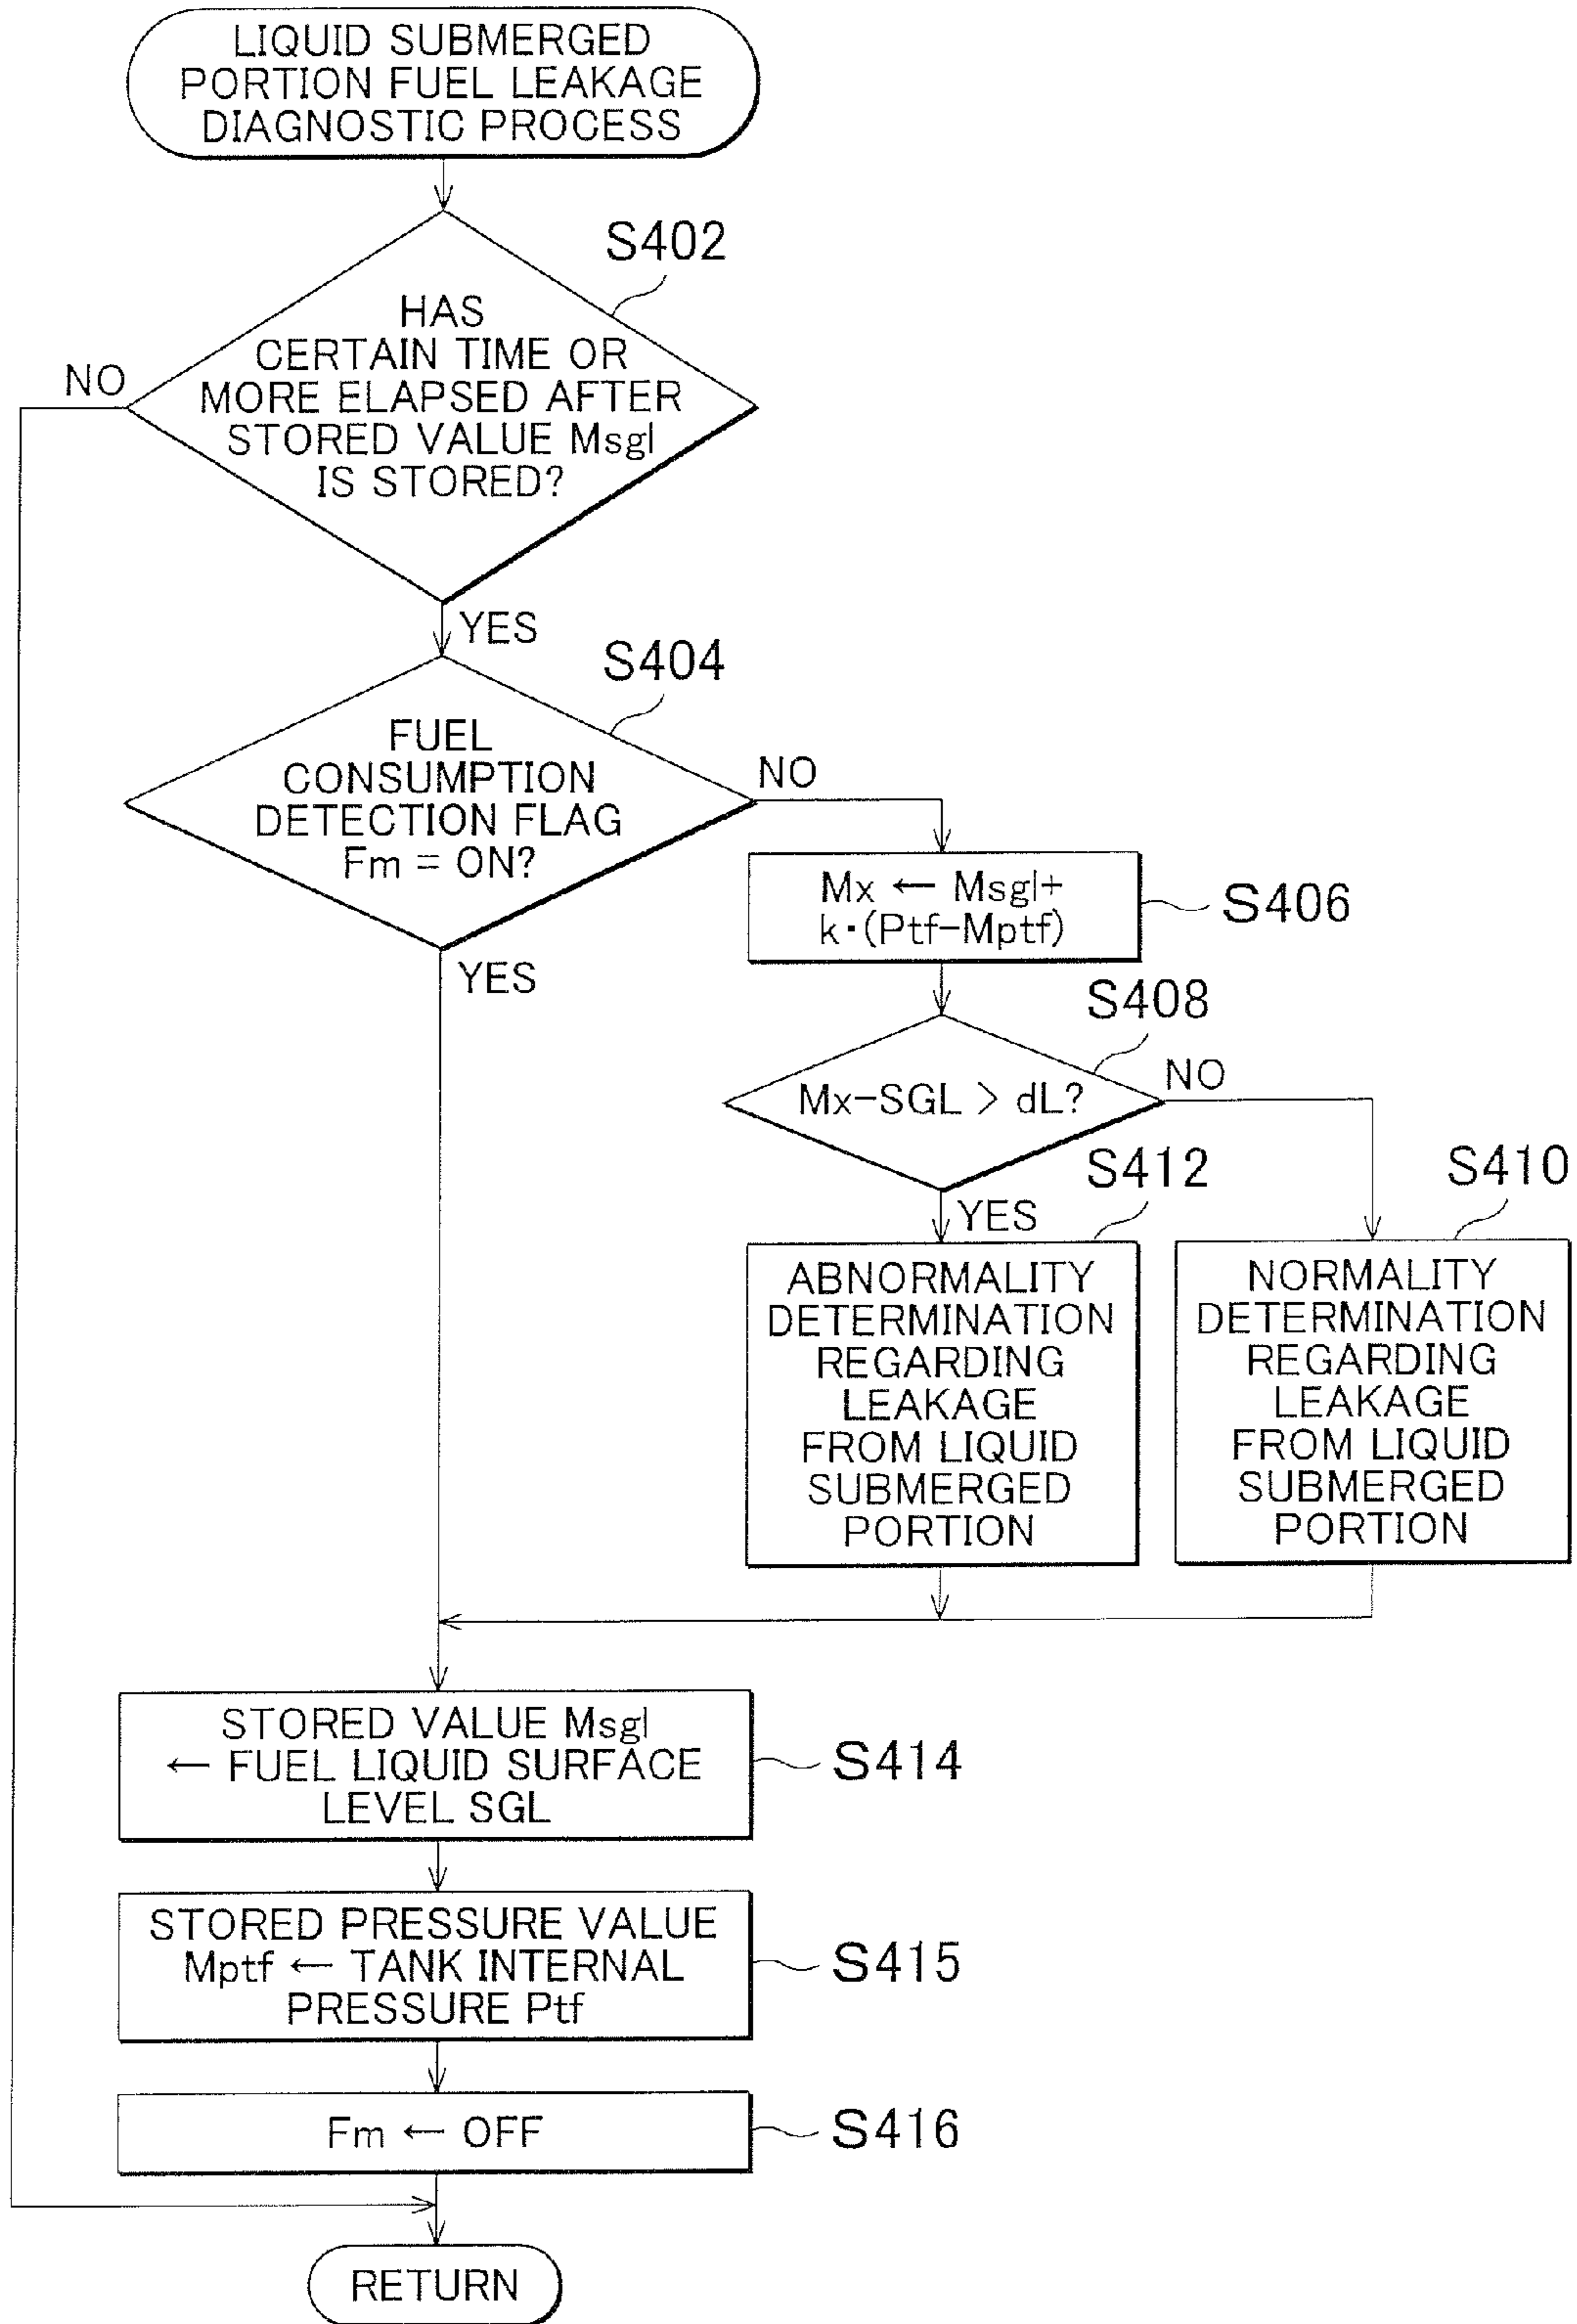 LIQUID SUBMERGED
PORTION FUEL LEAKAGE
DIAGNOSTIC PROCESS
S402
HAS
CERTAIN TIME OR
MORE ELAPSED AFTER
STORED VALUE Msgl
IS STORED?
NO
YES
S404
FUEL
CONSUMPTION
DETECTION FLAG
Fm = ON?
NO
YES
Mx ← Msgl+
k·(Ptf-Mptf)
S406
S408
Mx-SGL > dL?
NO
YES
S412
ABNORMALITY
DETERMINATION
REGARDING
LEAKAGE
FROM LIQUID
SUBMERGED
PORTION
S410
NORMALITY
DETERMINATION
REGARDING
LEAKAGE
FROM LIQUID
SUBMERGED
PORTION
STORED VALUE Msgl
← FUEL LIQUID SURFACE
LEVEL SGL
S414
STORED PRESSURE VALUE
Mptf ← TANK INTERNAL
PRESSURE Ptf
S415
Fm ← OFF
S416
RETURN